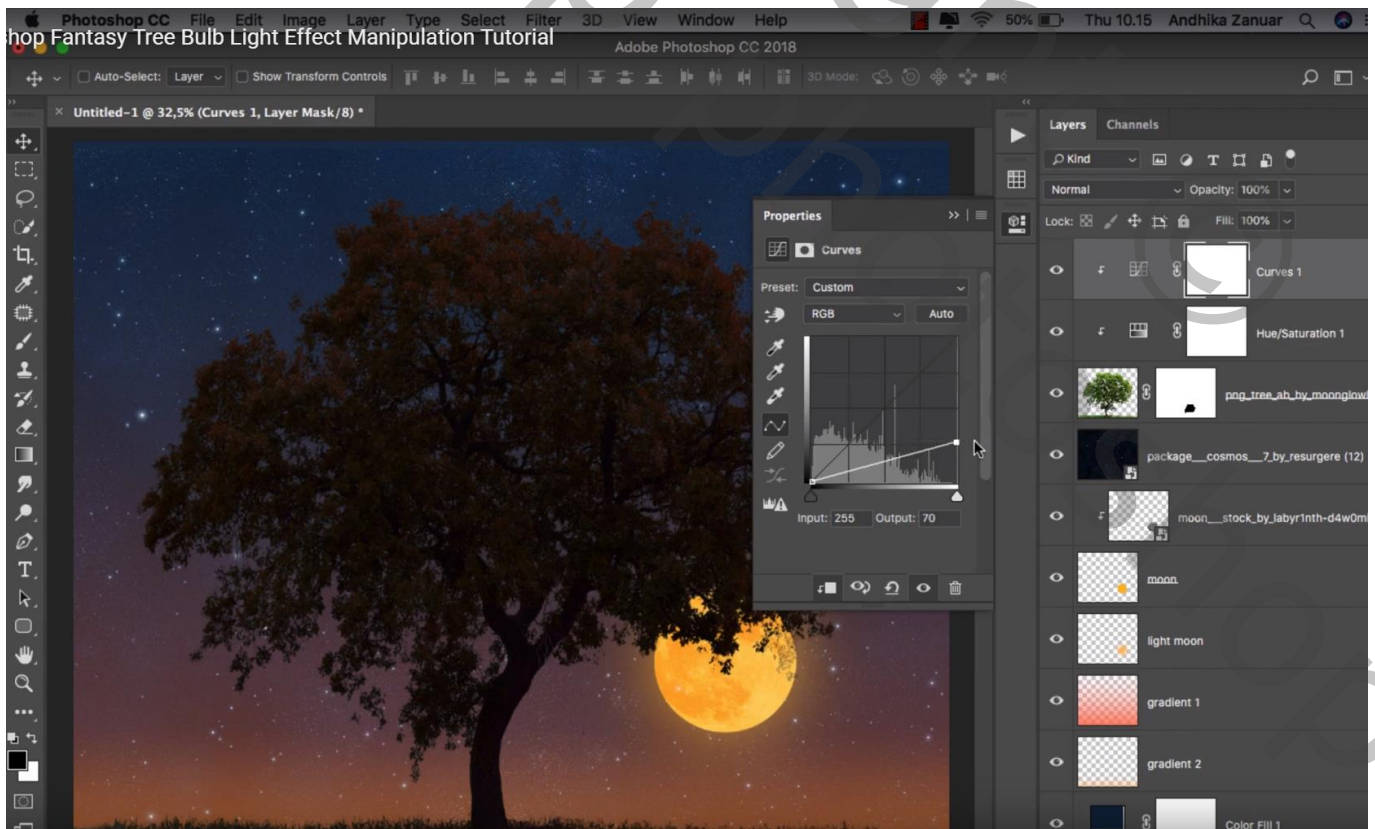 Photoshop CC File Edit Image Layer Type Select Filter 3D View Window Help 50% Thu 10.15 Andhika Zanuar
hop Fantasy Tree Bulb Light Effect Manipulation Tutorial
Adobe Photoshop CC 2018
Auto-Select: Layer Show Transform Controls 3D Mode:
× Untitled-1 @ 32,5% (Curves 1, Layer Mask/8) *
Layers Channels
Kind
Normal Opacity: 100%
Lock: Fill: 100%
Properties
Curves
Preset: Custom
RGB Auto
Input: 255 Output: 70
Curves 1
Hue/Saturation 1
png_tree_ab_by_moonglowl
package__cosmos__7_by_resurgere (12)
moon__stock_by_labyr1nth-d4w0m
moon
light moon
gradient 1
gradient 2
Color Fill 1